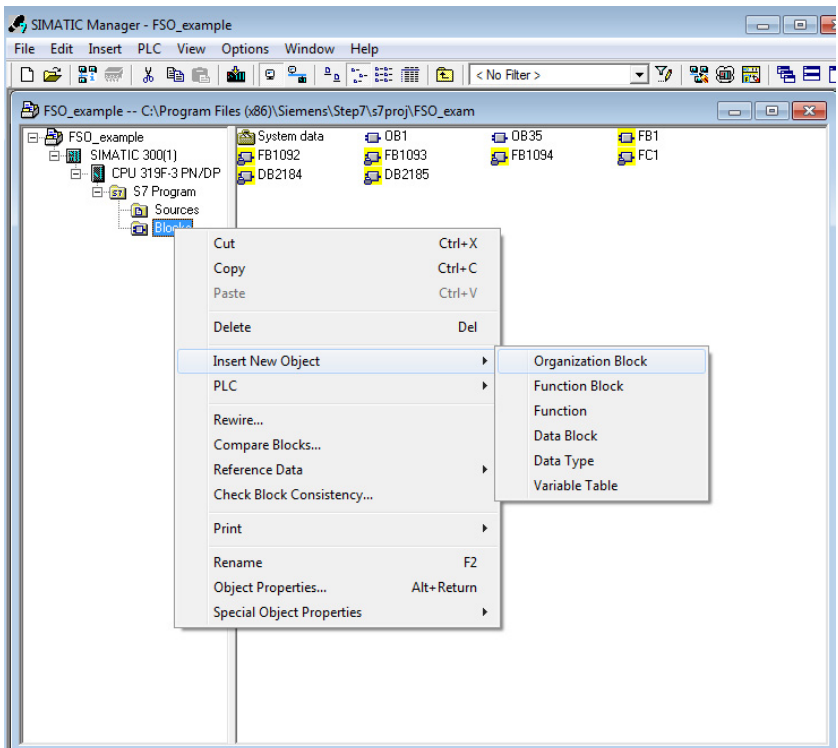 SIMATIC Manager - FSO_example
File Edit Insert PLC View Options Window Help
< No Filter >
FSO_example -- C:\Program Files (x86)\Siemens\Step7\s7proj\FSO_exam
FSO_example
SIMATIC 300(1)
CPU 319F-3 PN/DP
S7 Program
Sources
Blocks
System data OB1 OB35 FB1
FB1092 FB1093 FB1094 FC1
DB2184 DB2185
Cut Ctrl+X
Copy Ctrl+C
Paste Ctrl+V
Delete Del
Insert New Object
PLC
Rewire...
Compare Blocks...
Reference Data
Check Block Consistency...
Print
Rename F2
Object Properties... Alt+Return
Special Object Properties
Organization Block
Function Block
Function
Data Block
Data Type
Variable Table